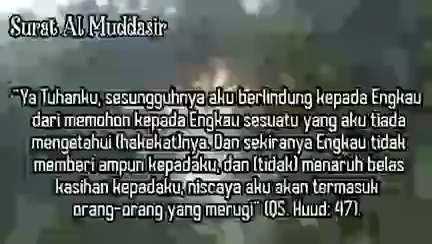 Surat Al Muddasir
"Ya Tuhanku, sesungguhnya aku berlindung kepada Engkau
dari memohon kepada Engkau sesuatu yang aku tiada
mengetahui (hakekat)nya. Dan sekiranya Engkau tidak
memberi ampun kepadaku, dan (tidak) menaruh belas
kasihan kepadaku, niscaya aku akan termasuk
orang-orang yang merugi" (QS. Huud: 47).